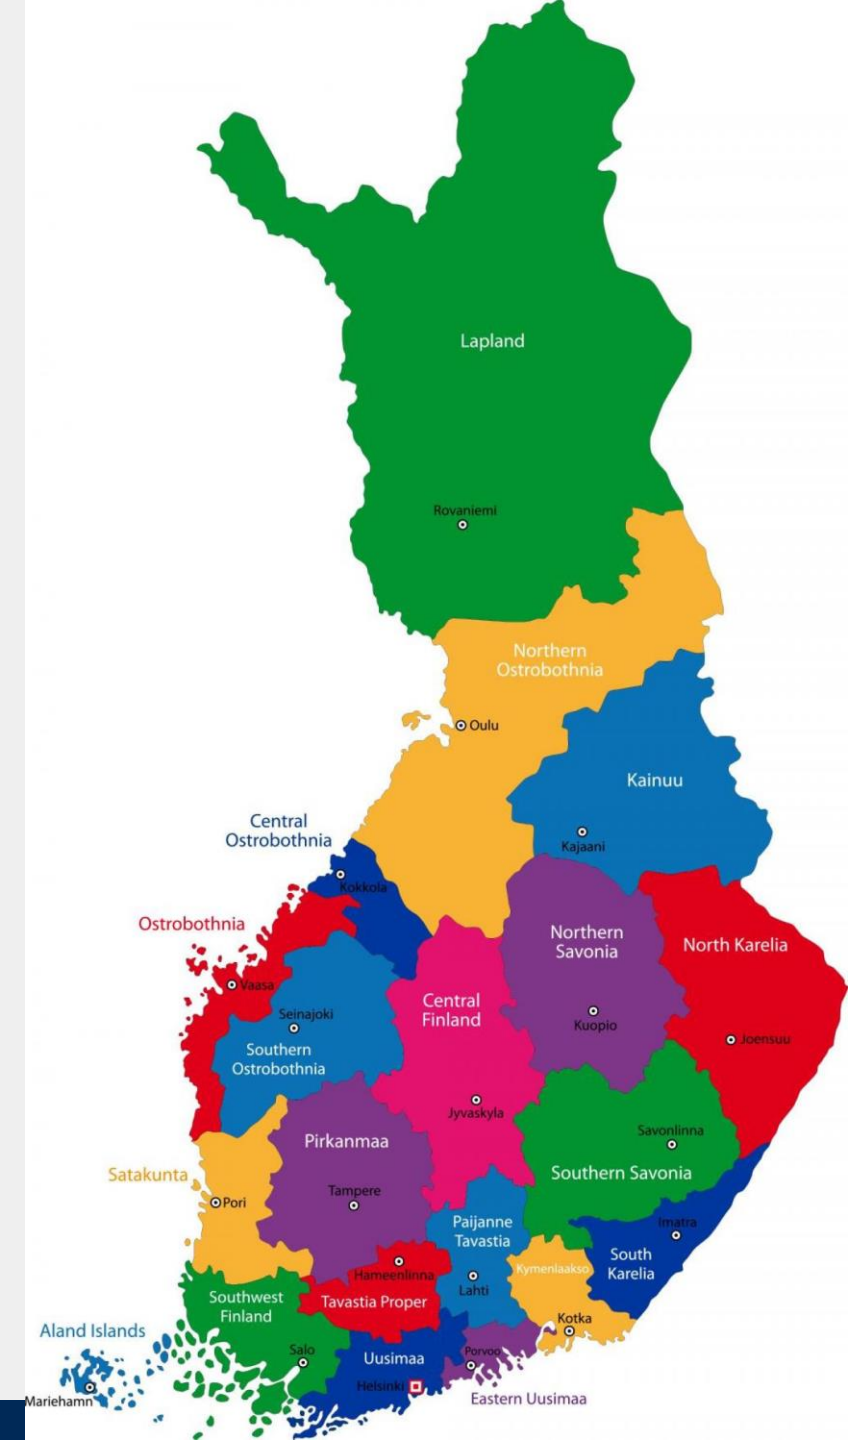 Lapland
Rovaniemi
Northern
Ostrobothnia
Oulu
Kainuu
Kajaani
Central
Ostrobothnia
Kokkola
Ostrobothnia
Vaasa
Northern
Savonia
Kuopio
North Karelia
Joensuu
Central
Finland
Jyvaskyla
Seinajoki
Southern
Ostrobothnia
Pirkanmaa
Tampere
Savonlinna
Southern Savonia
Satakunta
Pori
Paijanne
Tavastia
Lahti
Imatra
South
Karelia
Kymenlaakso
Kotka
Hameenlinna
Tavastia Proper
Southwest
Finland
Salo
Aland Islands
Mariehamn
Uusimaa
Helsinki
Porvoo
Eastern Uusimaa